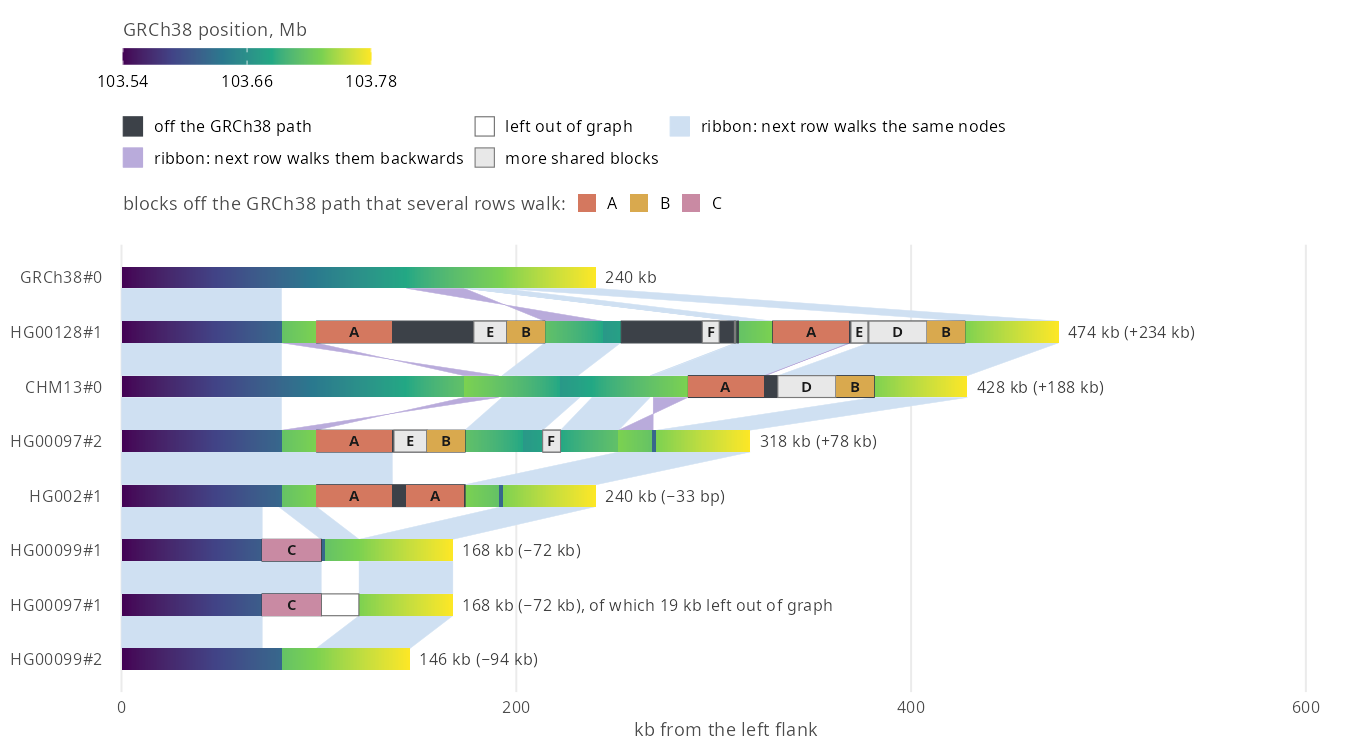 GRCh38 position, Mb
103.54 103.66 103.78
off the GRCh38 path left out of graph ribbon: next row walks the same nodes
ribbon: next row walks them backwards more shared blocks
blocks off the GRCh38 path that several rows walk: A B C
GRCh38#0 240 kb
HG00128#1 A E B F A E D B 474 kb (+234 kb)
CHM13#0 A D B 428 kb (+188 kb)
HG00097#2 A E B F 318 kb (+78 kb)
HG002#1 A A 240 kb (−33 bp)
HG00099#1 C 168 kb (−72 kb)
HG00097#1 C 168 kb (−72 kb), of which 19 kb left out of graph
HG00099#2 146 kb (−94 kb)
0 200 400 600
kb from the left flank